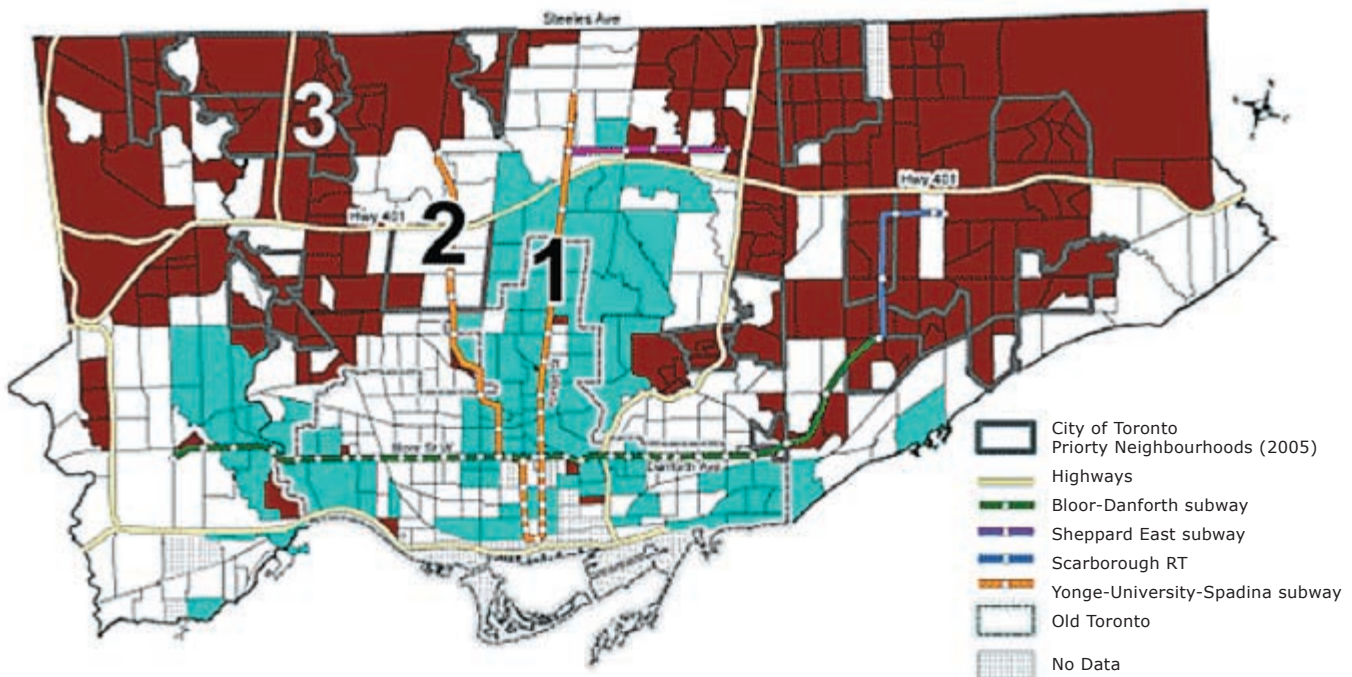 Steeles Ave
3
Hwy 401
Hwy 401
2
1
Bloor St W
Danforth Ave
City of Toronto
Priorty Neighbourhoods (2005)
Highways
Bloor-Danforth subway
Sheppard East subway
Scarborough RT
Yonge-University-Spadina subway
Old Toronto
No Data